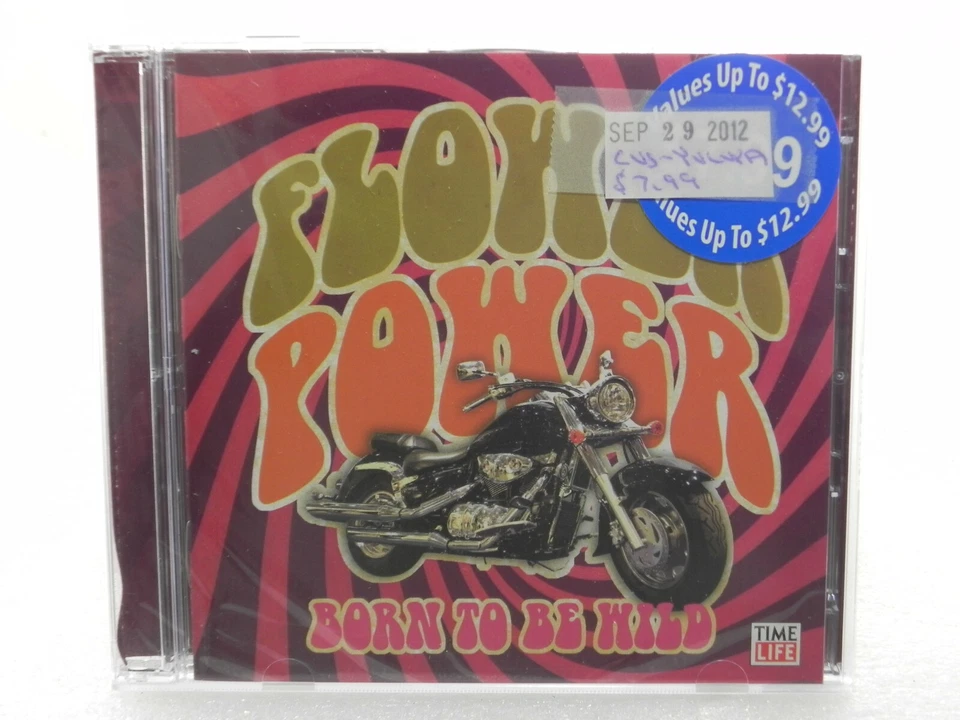 Values Up To $12.99
SEP 29 2012
$7.99
9
Values Up To $12.99
FLOWER
POWER
BORN TO BE WILD
TIME
LIFE